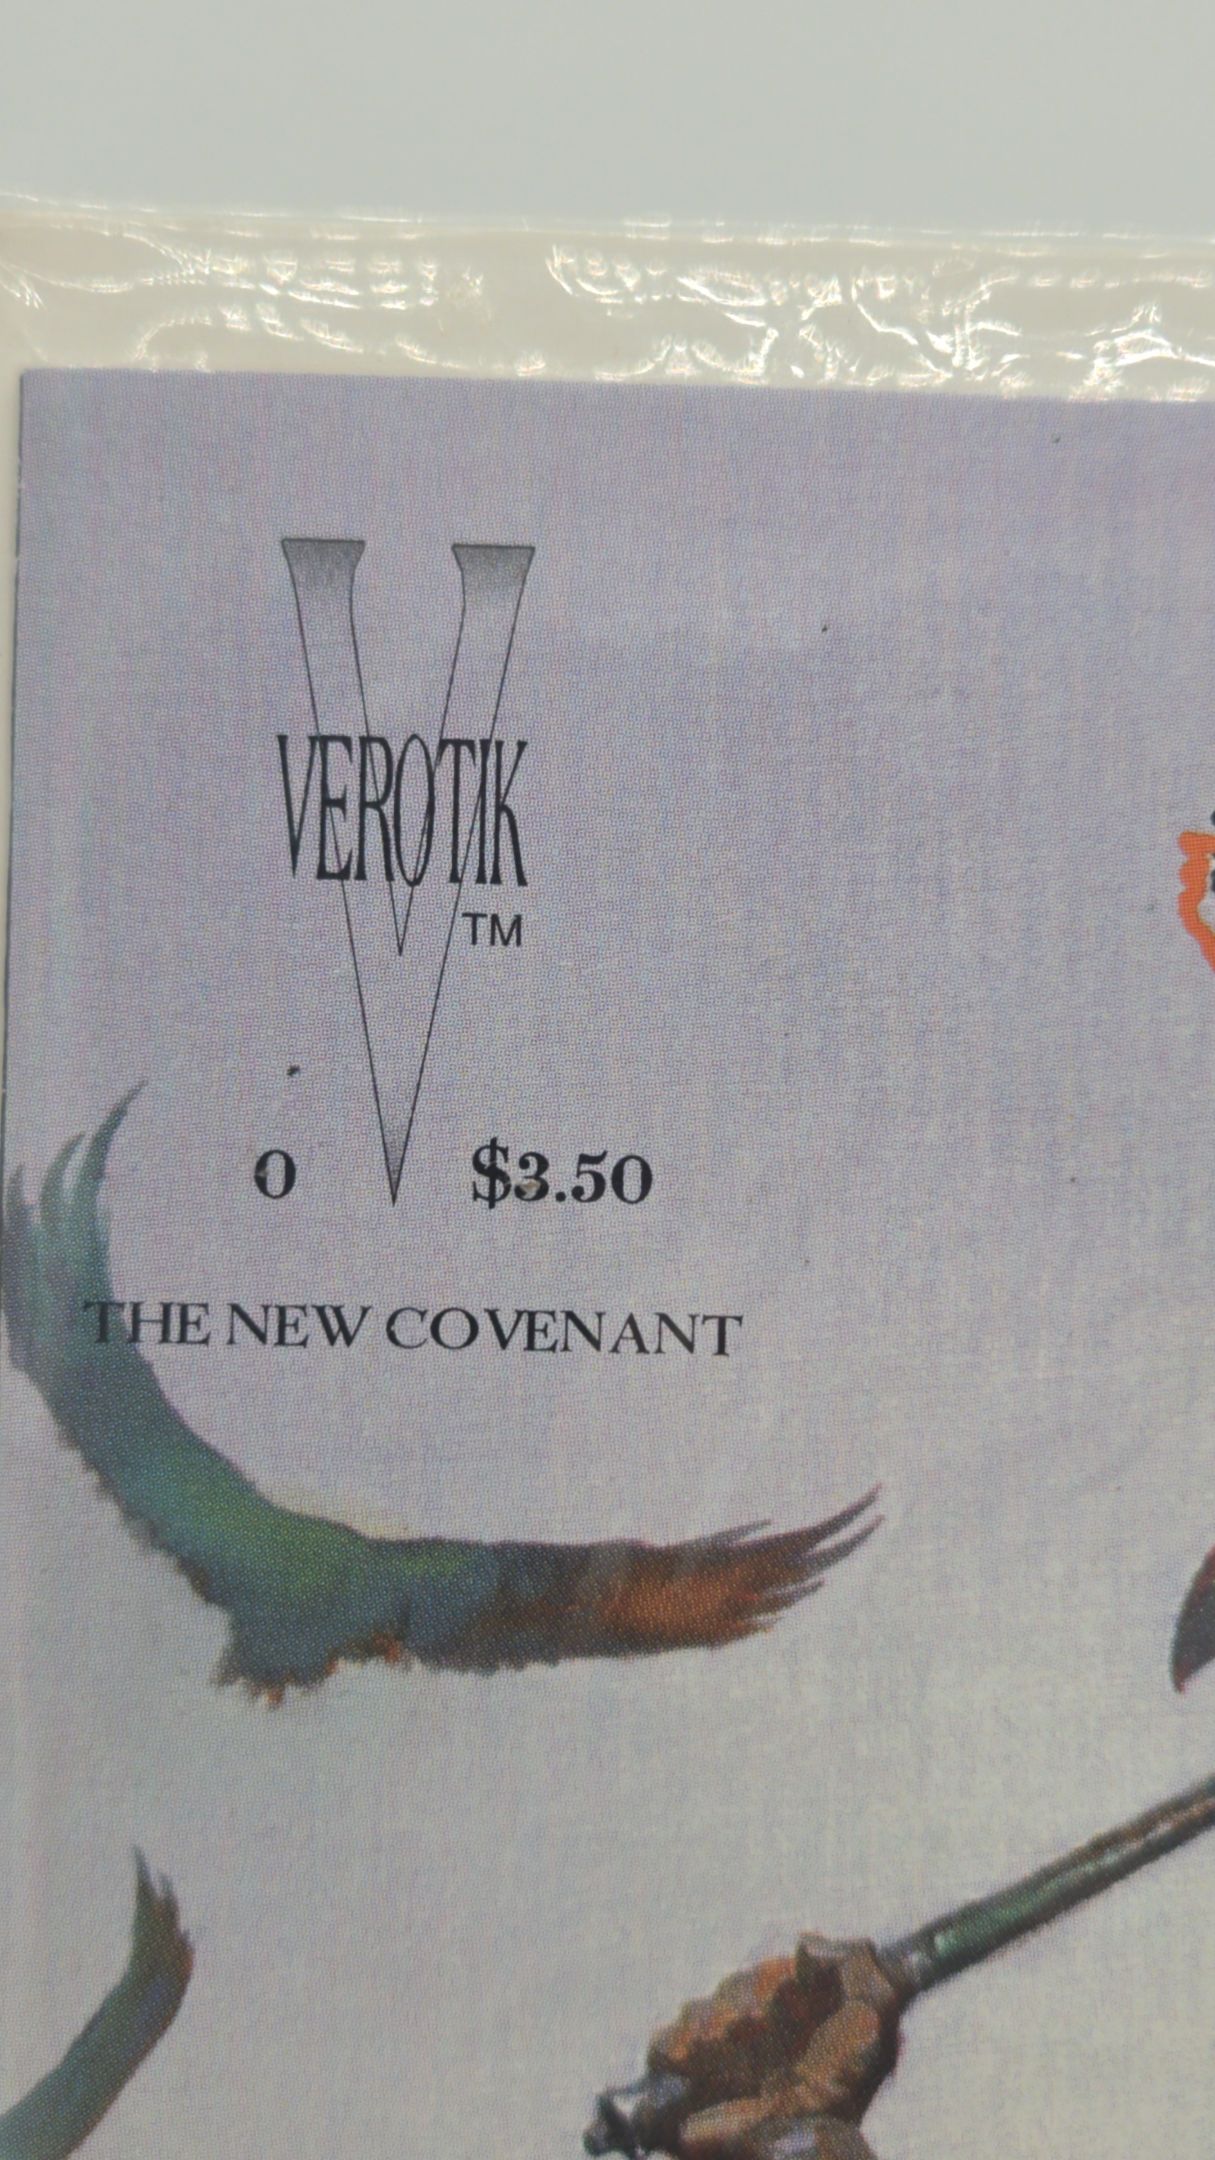 VEROTIK
TM
0 $3.50
THE NEW COVENANT